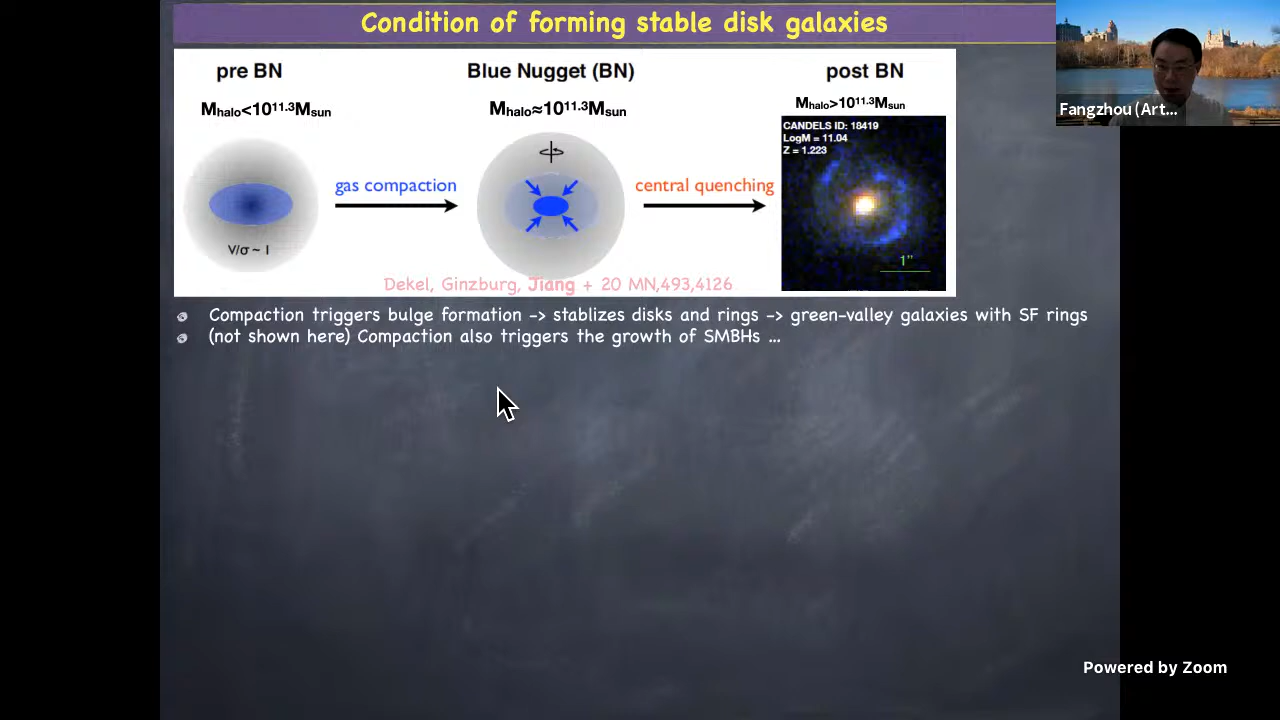 Condition of forming stable disk galaxies
pre BN
Blue Nugget (BN)
post BN
Mhalo<10^11.3Msun
Mhalo≈10^11.3Msun
Mhalo>10^11.3Msun
CANDELS ID: 18419
LogM = 11.04
Z = 1.223
gas compaction
central quenching
V/σ ~ 1
1"
Dekel, Ginzburg, Jiang + 20 MN,493,4126
Compaction triggers bulge formation -> stablizes disks and rings -> green-valley galaxies with SF rings
(not shown here) Compaction also triggers the growth of SMBHs ...
Fangzhou (Art...
Powered by Zoom